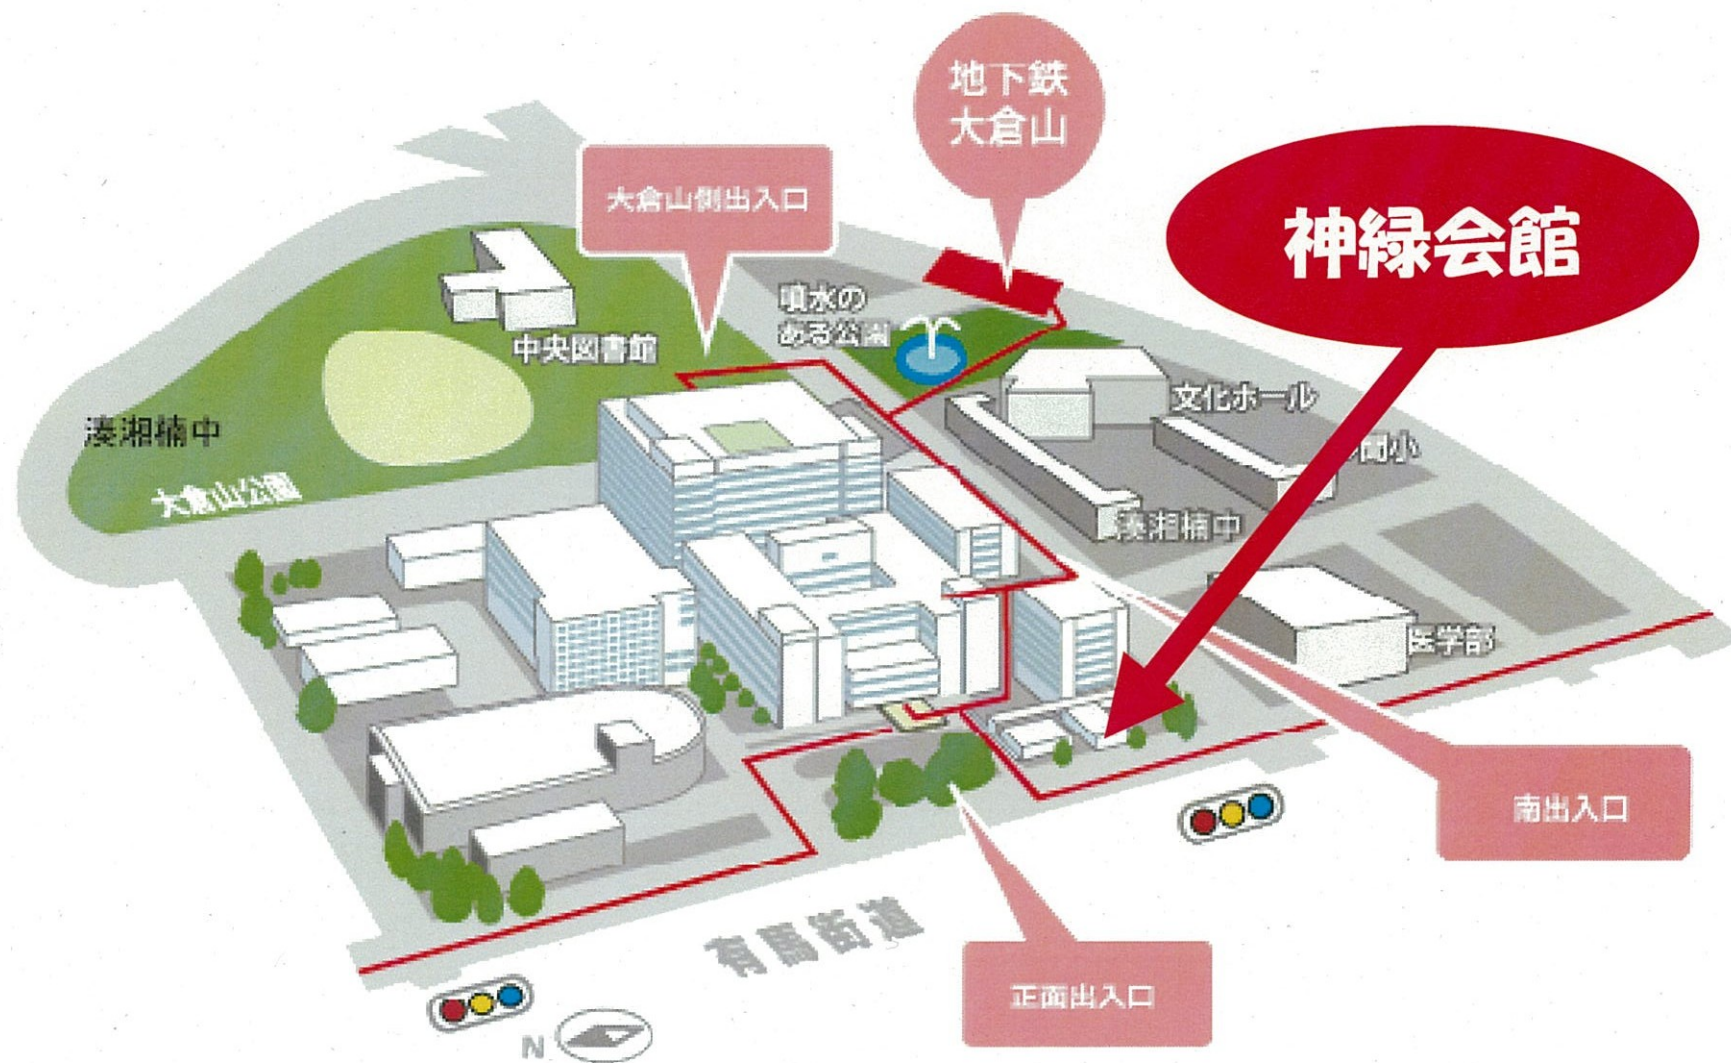 地下鉄
大倉山
大倉山側出入口
神緑会館
噴水の
ある公園
中央図書館
文化ホール
湊湘楠中
大倉山公園
湊湘楠中
医学部
南出入口
有馬街道
正面出入口
N